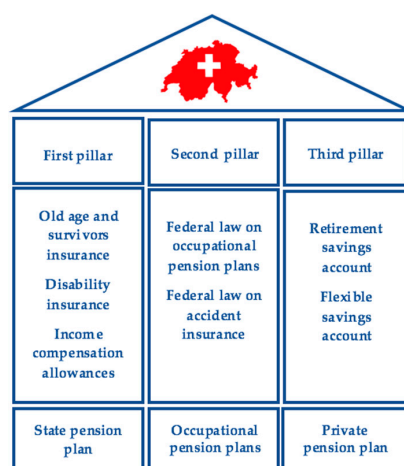 First pillar
Second pillar
Third pillar
Old age and
survivors
insurance
Disability
insurance
Income
compensation
allowances
Federal law on
occupational
pension plans
Federal law on
accident
insurance
Retirement
savings
account
Flexible
savings
account
State pension
plan
Occupational
pension plans
Private
pension plan